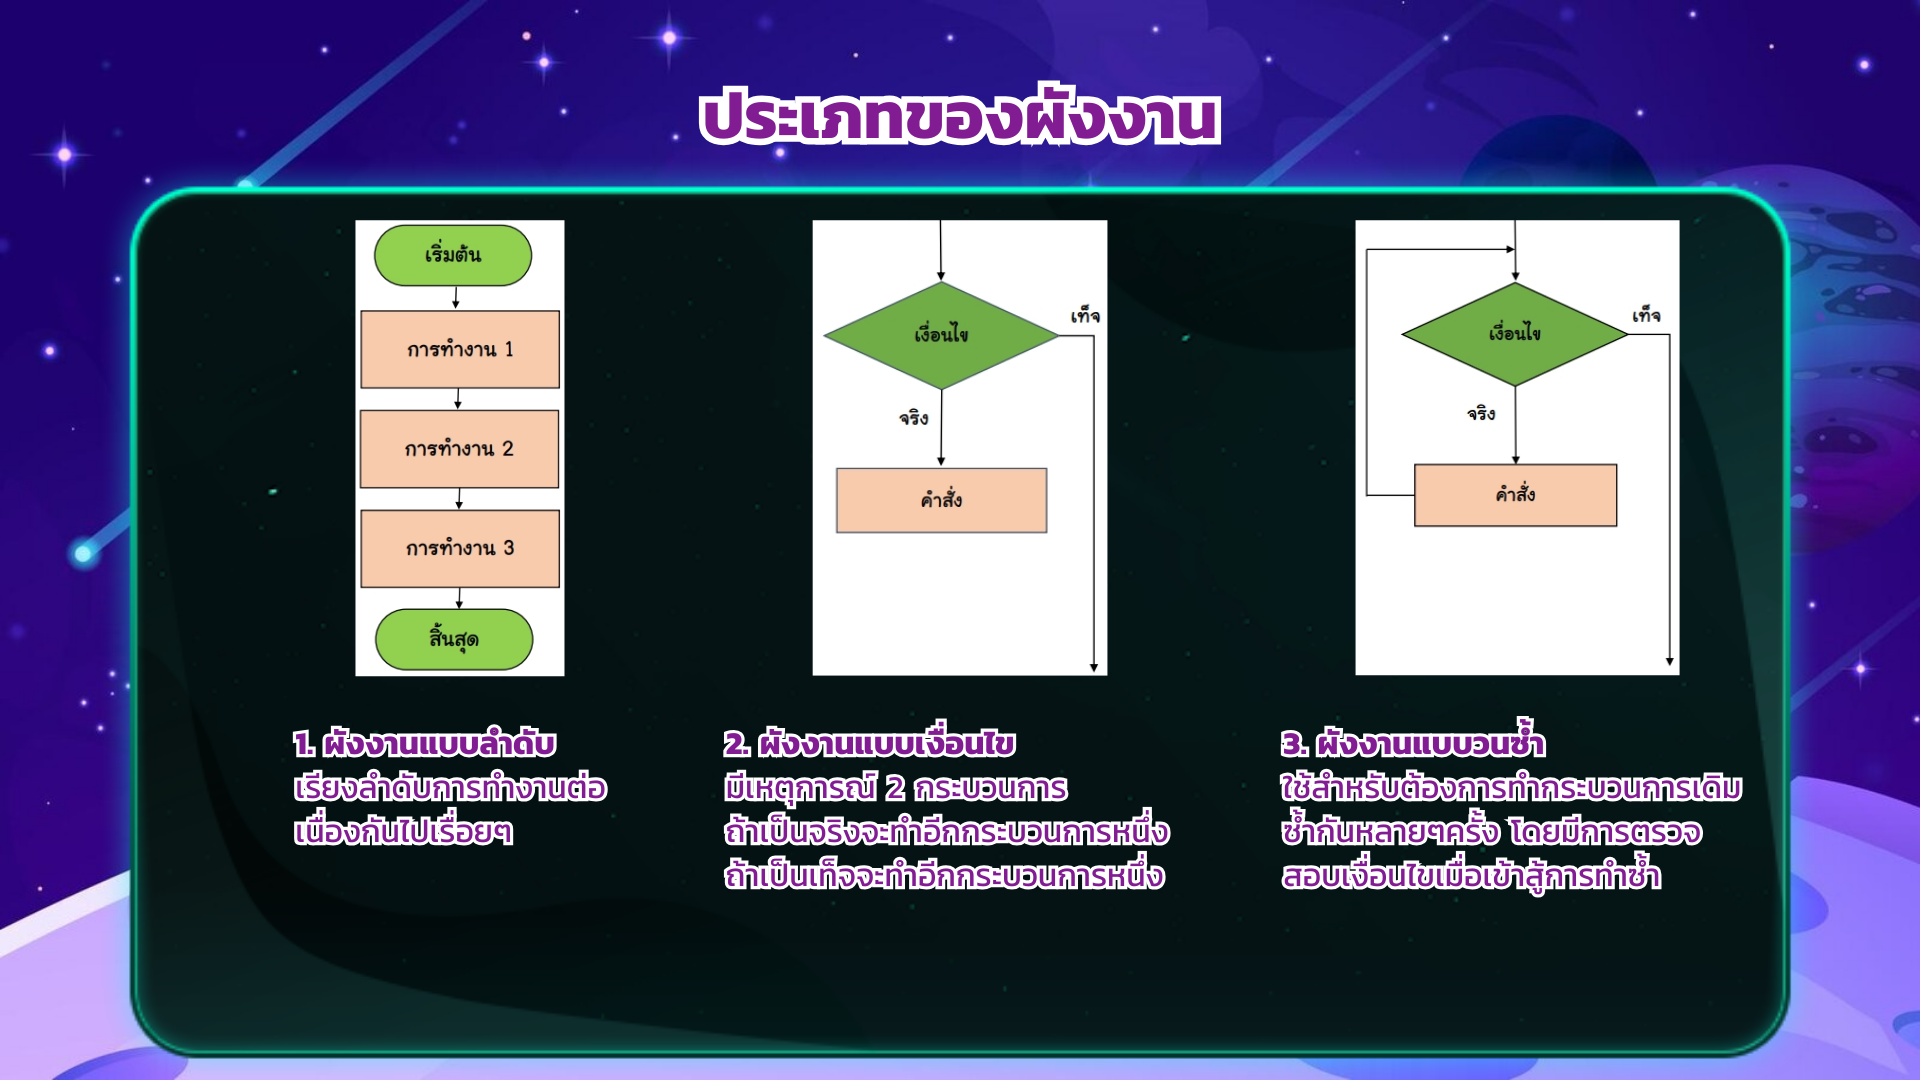 ประเภทของผังงาน
เริ่มต้น
การทำงาน 1
การทำงาน 2
การทำงาน 3
สิ้นสุด
เงื่อนไข
เท็จ
จริง
คำสั่ง
เงื่อนไข
เท็จ
จริง
คำสั่ง
1. ผังงานแบบลำดับ
เรียงลำดับการทำงานต่อ
เนื่องกันไปเรื่อยๆ
2. ผังงานแบบเงื่อนไข
มีเหตุการณ์ 2 กระบวนการ
ถ้าเป็นจริงจะทำอีกกระบวนการหนึ่ง
ถ้าเป็นเท็จจะทำอีกกระบวนการหนึ่ง
3. ผังงานแบบวนซ้ำ
ใช้สำหรับต้องการทำกระบวนการเดิม
ซ้ำกันหลายๆครั้ง โดยมีการตรวจ
สอบเงื่อนไขเมื่อเข้าสู้การทำซ้ำ